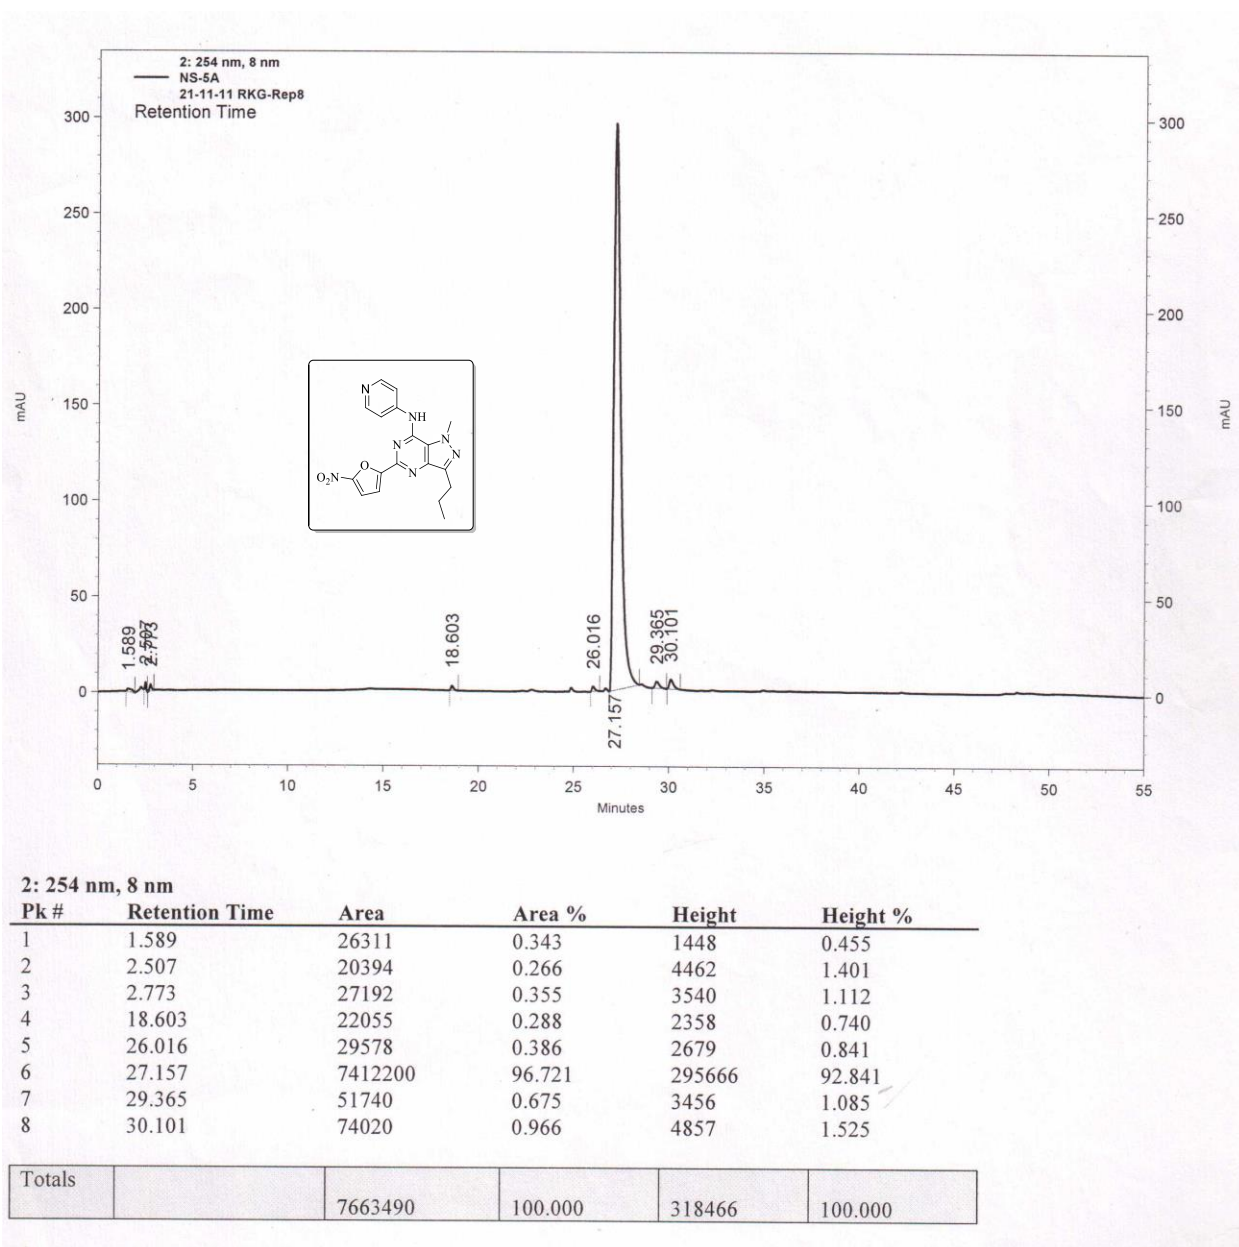 2: 254 nm, 8 nm
NS-5A
21-11-11 RKG-Rep8
Retention Time
300
250
200
150
100
50
0
mAU
300
250
200
150
100
50
0
mAU
N
NH
N
N
N
N
O
O₂N
1.589
2.507
2.773
18.603
26.016
27.157
29.365
30.101
0 5 10 15 20 25 30 35 40 45 50 55
Minutes
2: 254 nm, 8 nm
Pk # Retention Time Area Area % Height Height %
1 1.589 26311 0.343 1448 0.455
2 2.507 20394 0.266 4462 1.401
3 2.773 27192 0.355 3540 1.112
4 18.603 22055 0.288 2358 0.740
5 26.016 29578 0.386 2679 0.841
6 27.157 7412200 96.721 295666 92.841
7 29.365 51740 0.675 3456 1.085
8 30.101 74020 0.966 4857 1.525
Totals
7663490 100.000 318466 100.000